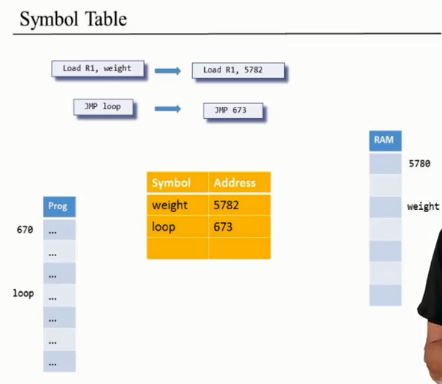 Symbol Table
Load R1, weight
Load R1, 5782
JMP loop
JMP 673
RAM
5780
weight
Symbol Address
weight 5782
loop 673
Prog
670
...
...
...
loop
...
...
...
...